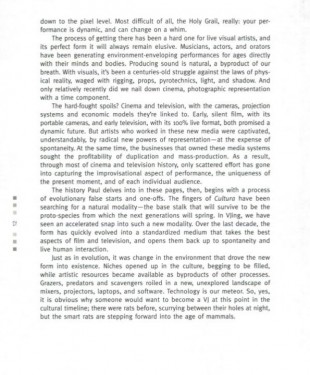 down to the pixel level. Most difficult of all, the Holy Grail, really: your per-
formance is dynamic, and can change on a whim.
The process of getting there has been a hard one for live visual artists, and
its perfect form it will always remain elusive. Musicians, actors, and orators
have been generating environment-enveloping performances for ages directly
with their minds and bodies. Producing sound is natural, a byproduct of our
breath. With visuals, it's been a centuries-old struggle against the laws of phys-
ical reality, waged with rigging, props, pyrotechnics, light, and shadow. And
only relatively recently did we nail down cinema, photographic representation
with a time component.
The hard-fought spoils? Cinema and television, with the cameras, projection
systems and economic models they're linked to. Early, silent film, with its
portable cameras, and early television, with its 100% live format, both promised a
dynamic future. But artists who worked in these new media were captivated,
understandably, by radical new powers of representation—at the expense of
spontaneity. At the same time, the businesses that owned these media systems
sought the profitability of duplication and mass-production. As a result,
through most of cinema and television history, only scattered effort has gone
into capturing the improvisational aspect of performance, the uniqueness of
the present moment, and of each individual audience.
The history Paul delves into in these pages, then, begins with a process
of evolutionary false starts and one-offs. The fingers of Cultura have been
searching for a natural modality—the base stalk that will survive to be the
proto-species from which the next generations will spring. In VJing, we have
seen an accelerated snap into such a new modality. Over the last decade, the
form has quickly evolved into a standardized medium that takes the best
aspects of film and television, and opens them back up to spontaneity and
live human interaction.
Just as in evolution, it was change in the environment that drove the new
form into existence. Niches opened up in the culture, begging to be filled,
while artistic resources became available as byproducts of other processes.
Grazers, predators and scavengers rolled in a new, unexplored landscape of
mixers, projectors, laptops, and software. Technology is our meteor. So, yes,
it is obvious why someone would want to become a VJ at this point in the
cultural timeline; there were rats before, scurrying between their holes at night,
but the smart rats are stepping forward into the age of mammals.